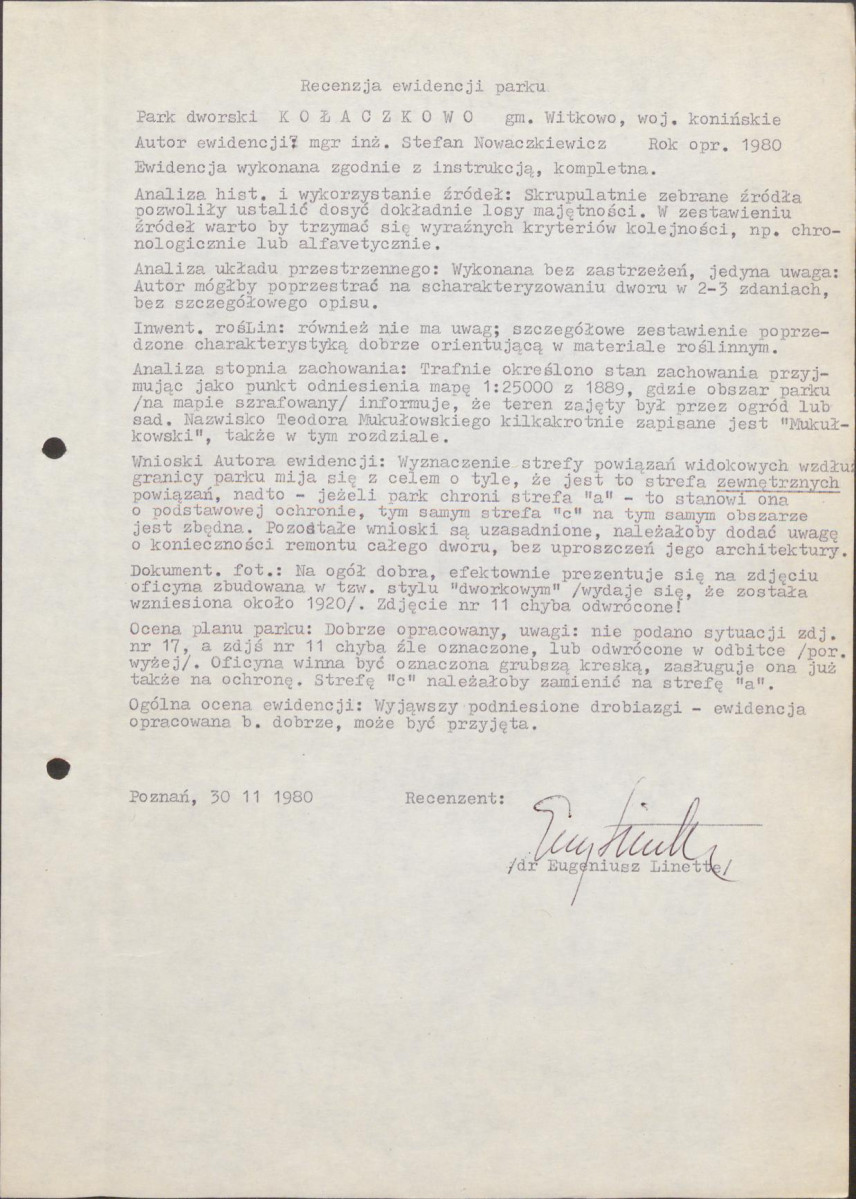 Recenzja ewidencji parku
Park dworski K O Ł A C Z K O W O gm. Witkowo, woj. konińskie
Autor ewidencji: mgr inż. Stefan Nowaczkiewicz Rok opr. 1980
Ewidencja wykonana zgodnie z instrukcją, kompletna.
Analiza hist. i wykorzystanie źródeł: Skrupulatnie zebrane źródła
pozwoliły ustalić dosyć dokładnie losy majętności. W zestawieniu
źródeł warto by trzymać się wyraźnych kryteriów kolejności, np. chro-
nologicznie lub alfavetycznie.
Analiza układu przestrzennego: Wykonana bez zastrzeżeń, jedyna uwaga:
Autor mógłby poprzestrać na scharakteryzowaniu dworu w 2-3 zdaniach,
bez szczegółowego opisu.
Inwent. rośLin: również nie ma uwag; szczegółowe zestawienie poprze-
dzone charakterystyką dobrze orientującą w materiale roślinnym.
Analiza stopnia zachowania: Trafnie określono stan zachowania przyj-
mując jako punkt odniesienia mapę 1:25000 z 1889, gdzie obszar parku
/na mapie szrafowany/ informuje, że teren zajęty był przez ogród lub
sad. Nazwisko Teodora Mukułowskiego kilkakrotnie zapisane jest "Mukuł-
kowski", także w tym rozdziale.
Wnioski Autora ewidencji: Wyznaczenie strefy powiązań widokowych wzdłuż
granicy parku mija się z celem o tyle, że jest to strefa zewnętrznych
powiązań, nadto - jeżeli park chroni strefa "a" - to stanowi ona
o podstawowej ochronie, tym samym strefa "c" na tym samym obszarze
jest zbędna. Pozostałe wnioski są uzasadnione, należałoby dodać uwagę
o konieczności remontu całego dworu, bez uproszczeń jego architektury.
Dokument. fot.: Na ogół dobra, efektownie prezentuje się na zdjęciu
oficyna zbudowana w tzw. stylu "dworkowym" /wydaje się, że została
wzniesiona około 1920/. Zdjęcie nr 11 chyba odwrócone!
Ocena planu parku: Dobrze opracowany, uwagi: nie podano sytuacji zdj.
nr 17, a zdjś nr 11 chyba źle oznaczone, lub odwrócone w odbitce /por.
wyżej/. Oficyna winna być oznaczona grubszą kreską, zasługuje ona już
także na ochronę. Strefę "c" należałoby zamienić na strefę "a".
Ogólna ocena ewidencji: Wyjąwszy podniesione drobiazgi - ewidencja
opracowana b. dobrze, może być przyjęta.
Poznań, 30 11 1980 Recenzent:
/dr Eugeniusz Linette/